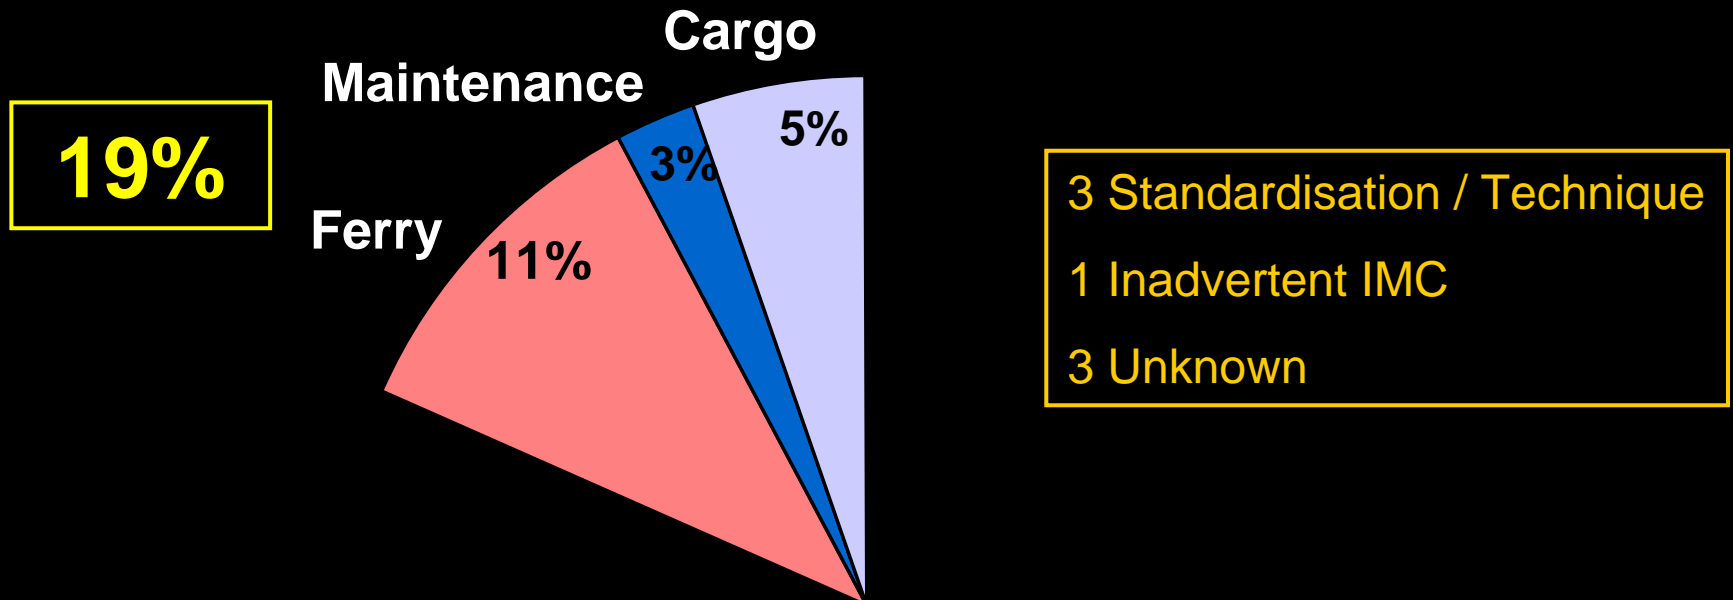 Cargo
Maintenance
5%
19%
3%
Ferry
11%
3 Standardisation / Technique
1 Inadvertent IMC
3 Unknown